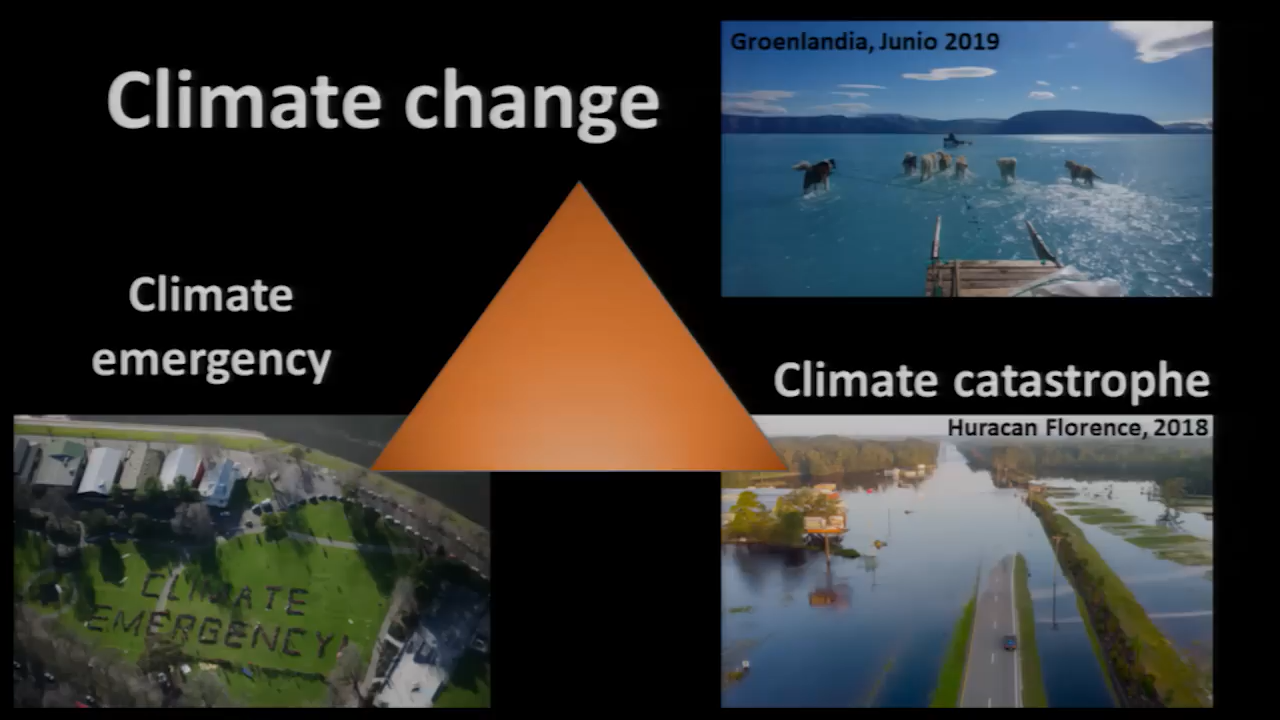 Climate change
Groenlandia, Junio 2019
Climate
emergency
Climate catastrophe
Huracan Florence, 2018
CLIMATE
EMERGENCY!